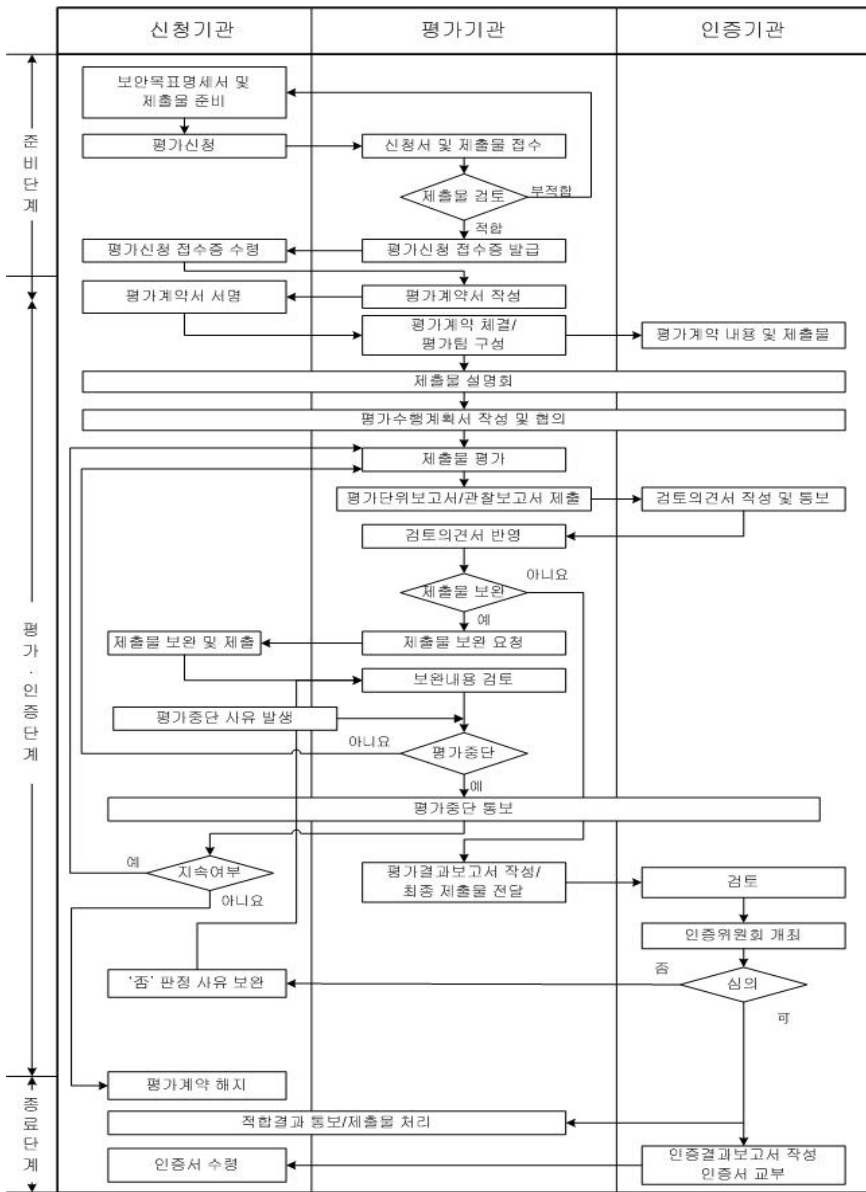 신청기관
평가기관
인증기관
준비단계
보안목표명세서 및
제출물 준비
평가신청
신청서 및 제출물 접수
제출물 검토
부적합
적합
평가신청 접수증 수령
평가신청 접수증 발급
평가·인증단계
평가계약서 서명
평가계약서 작성
평가계약 체결/
평가팀 구성
평가계약 내용 및 제출물
제출물 설명회
평가수행계획서 작성 및 협의
제출물 평가
평가단위보고서/관찰보고서 제출
검토의견서 작성 및 통보
검토의견서 반영
제출물 보완
아니요
예
제출물 보완 및 제출
제출물 보완 요청
보완내용 검토
평가중단 사유 발생
아니요
평가중단
예
평가중단 통보
예
지속여부
아니요
평가결과보고서 작성/
최종 제출물 전달
검토
인증위원회 개최
'否' 판정 사유 보완
否
심의
可
종료단계
평가계약 해지
적합결과 통보/제출물 처리
인증서 수령
인증결과보고서 작성
인증서 교부